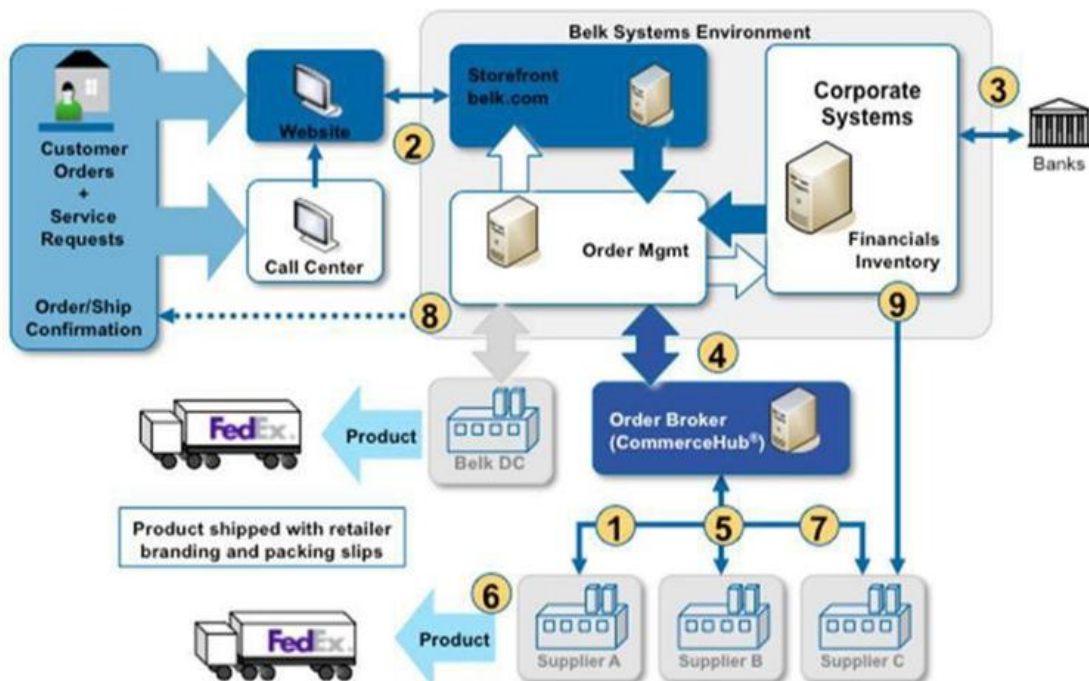 Belk Systems Environment
Customer
Orders
+
Service
Requests
Order/Ship
Confirmation
Website
Call Center
2
Storefront
belk.com
Order Mgmt
Corporate
Systems
Financials
Inventory
3
Banks
8
9
4
Order Broker
(CommerceHub®)
FedEx
Product
Belk DC
Product shipped with retailer
branding and packing slips
1
5
7
6
FedEx
Product
Supplier A
Supplier B
Supplier C